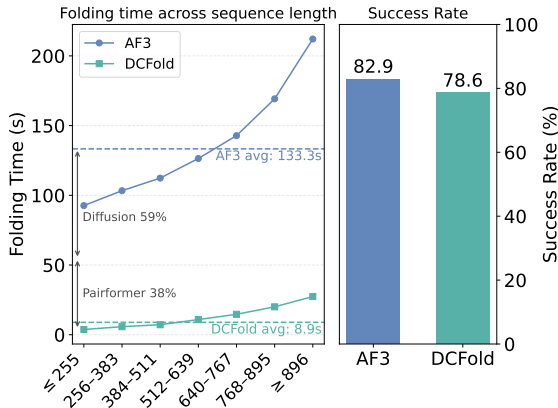 Folding time across sequence length
Folding Time (s)
200
150
100
50
0
AF3
DCFold
AF3 avg: 133.3s
Diffusion 59%
Pairformer 38%
DCFold avg: 8.9s
≤ 255
256–383
384–511
512–639
640–767
768–895
≥ 896
Success Rate
82.9
78.6
AF3
DCFold
100
80
60
40
20
0
Success Rate (%)